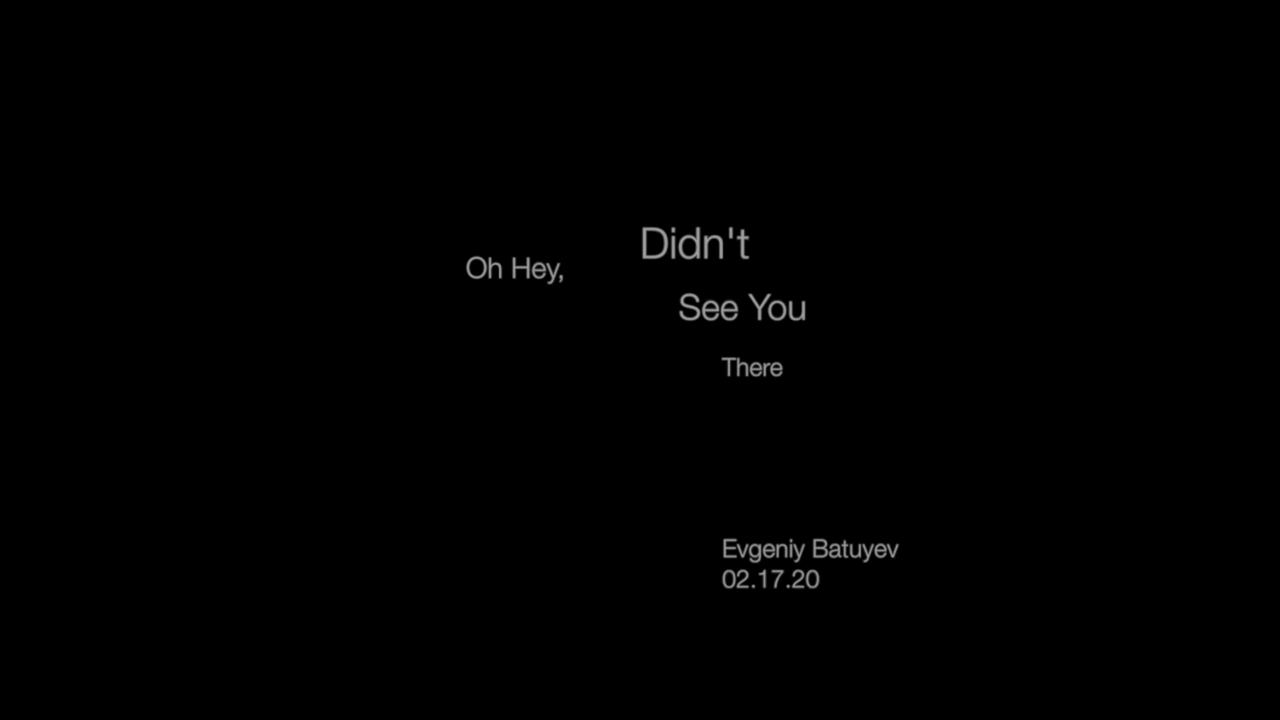 Oh Hey,
Didn't
See You
There
Evgeniy Batuyev
02.17.20